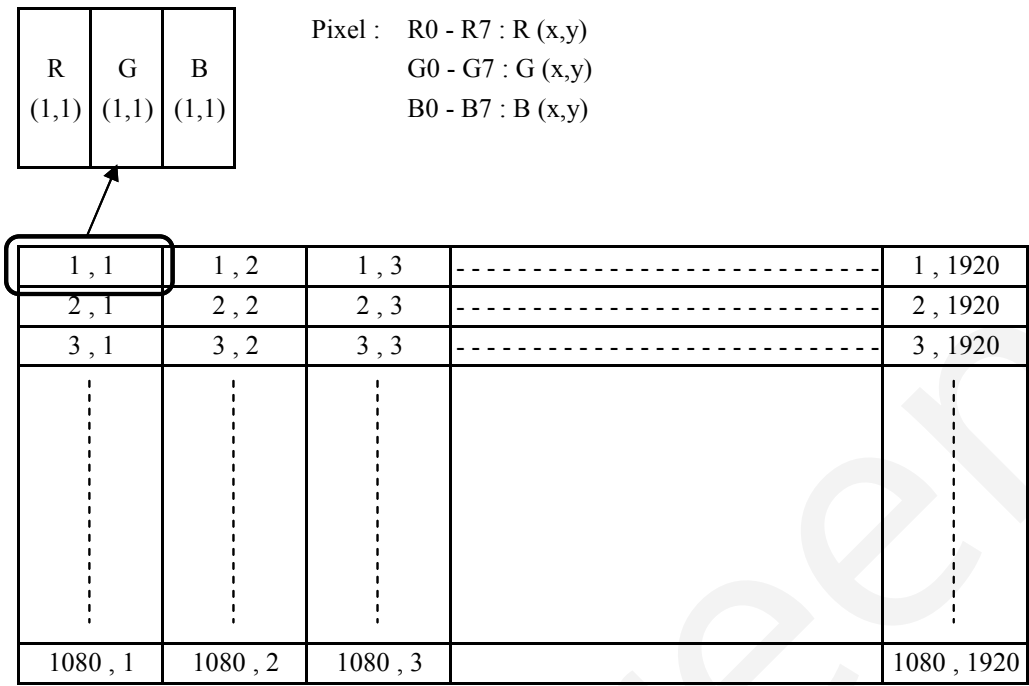 R G B
(1,1) (1,1) (1,1)
Pixel : R0 - R7 : R (x,y)
G0 - G7 : G (x,y)
B0 - B7 : B (x,y)
1 , 1 1 , 2 1 , 3 1 , 1920
2 , 1 2 , 2 2 , 3 2 , 1920
3 , 1 3 , 2 3 , 3 3 , 1920
1080 , 1 1080 , 2 1080 , 3 1080 , 1920